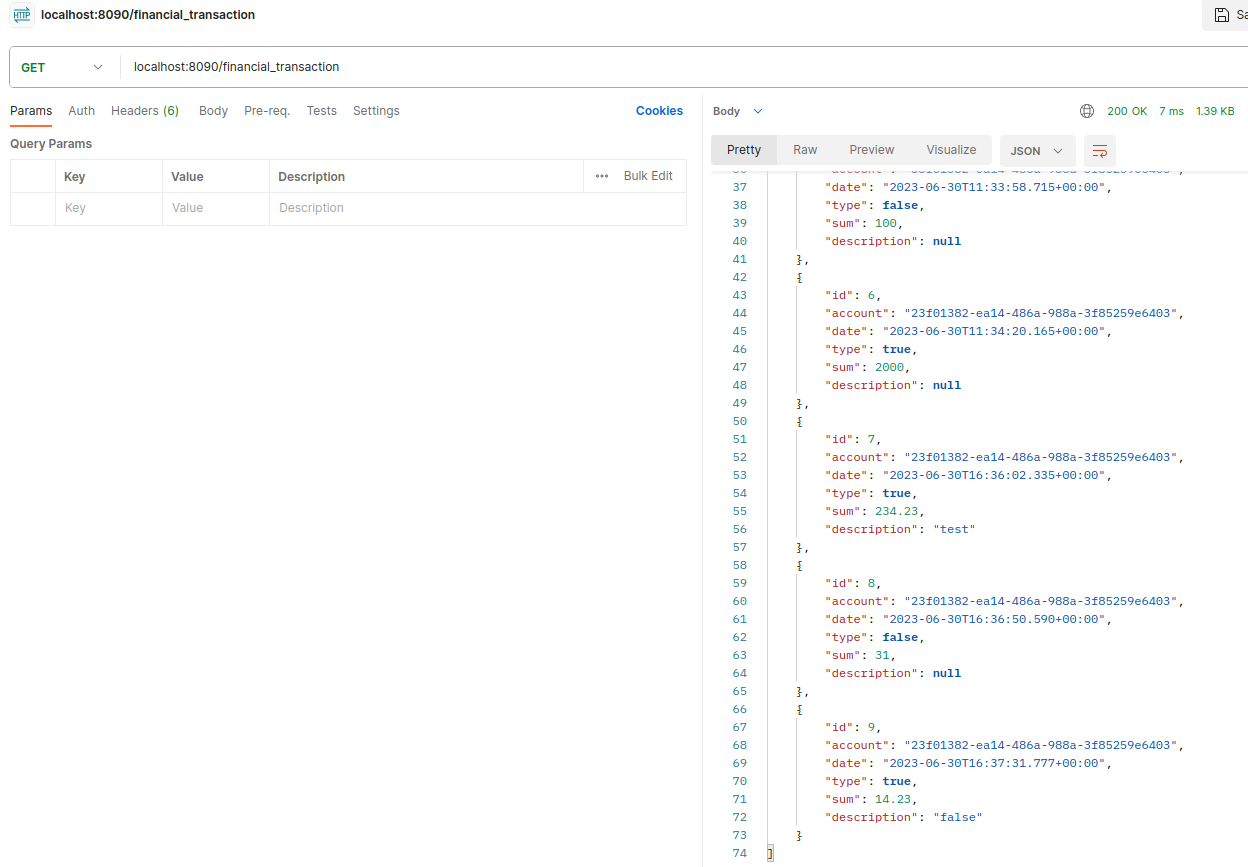 HTTP localhost:8090/financial_transaction
GET localhost:8090/financial_transaction
Params Auth Headers (6) Body Pre-req. Tests Settings Cookies
Query Params
Key Value Description ••• Bulk Edit
Key Value Description
Body 200 OK 7 ms 1.39 KB
Pretty Raw Preview Visualize JSON
37 "date": "2023-06-30T11:33:58.715+00:00",
38 "type": false,
39 "sum": 100,
40 "description": null
41 },
42 {
43 "id": 6,
44 "account": "23f01382-ea14-486a-988a-3f85259e6403",
45 "date": "2023-06-30T11:34:20.165+00:00",
46 "type": true,
47 "sum": 2000,
48 "description": null
49 },
50 {
51 "id": 7,
52 "account": "23f01382-ea14-486a-988a-3f85259e6403",
53 "date": "2023-06-30T16:36:02.335+00:00",
54 "type": true,
55 "sum": 234.23,
56 "description": "test"
57 },
58 {
59 "id": 8,
60 "account": "23f01382-ea14-486a-988a-3f85259e6403",
61 "date": "2023-06-30T16:36:50.590+00:00",
62 "type": false,
63 "sum": 31,
64 "description": null
65 },
66 {
67 "id": 9,
68 "account": "23f01382-ea14-486a-988a-3f85259e6403",
69 "date": "2023-06-30T16:37:31.777+00:00",
70 "type": true,
71 "sum": 14.23,
72 "description": "false"
73 }
74 ]